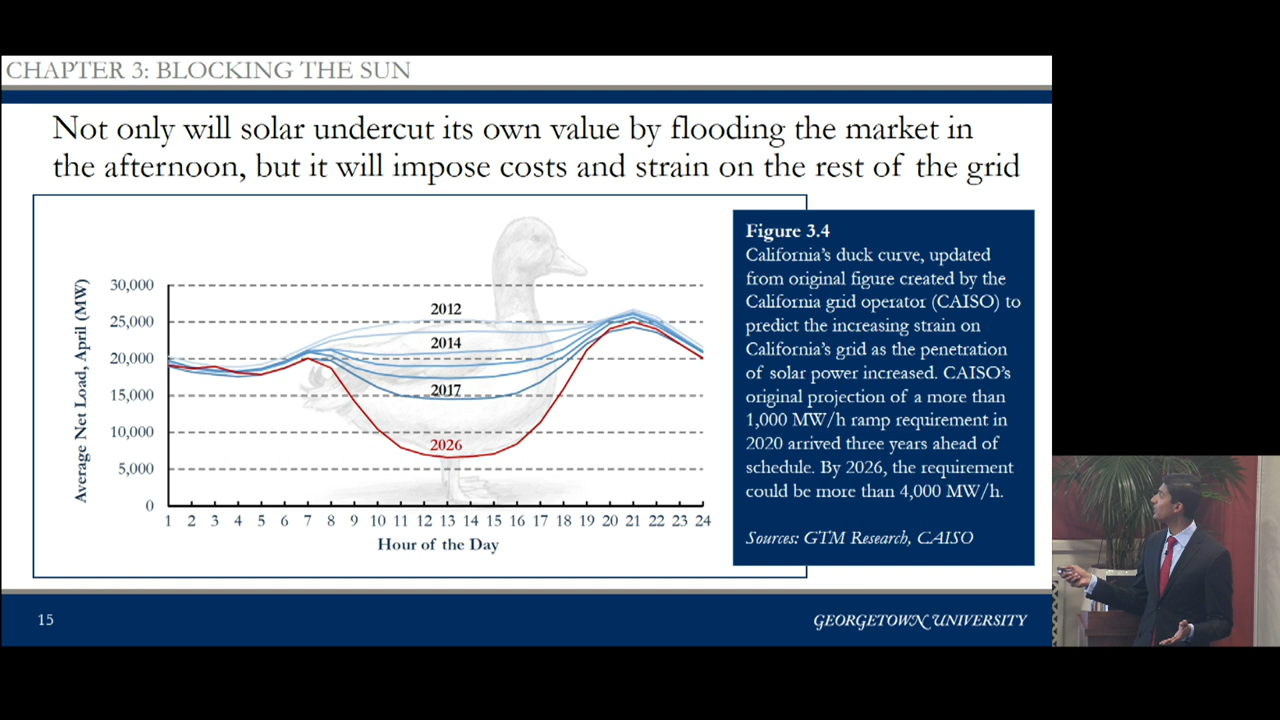 CHAPTER 3: BLOCKING THE SUN
Not only will solar undercut its own value by flooding the market in
the afternoon, but it will impose costs and strain on the rest of the grid
Average Net Load, April (MW)
30,000
25,000
20,000
15,000
10,000
5,000
0
2012
2014
2017
2026
1 2 3 4 5 6 7 8 9 10 11 12 13 14 15 16 17 18 19 20 21 22 23 24
Hour of the Day
Figure 3.4
California's duck curve, updated
from original figure created by the
California grid operator (CAISO) to
predict the increasing strain on
California's grid as the penetration
of solar power increased. CAISO's
original projection of a more than
1,000 MW/h ramp requirement in
2020 arrived three years ahead of
schedule. By 2026, the requirement
could be more than 4,000 MW/h.
Sources: GTM Research, CAISO
15
GEORGETOWN UNIVERSITY